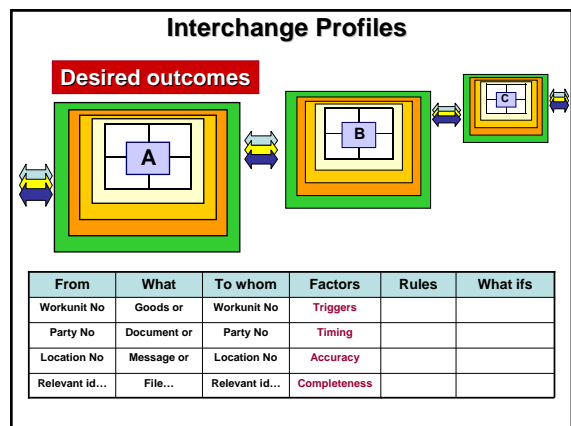 Interchange Profiles
Desired outcomes
A
B
C
From What To whom Factors Rules What ifs
Workunit No Goods or Workunit No Triggers
Party No Document or Party No Timing
Location No Message or Location No Accuracy
Relevant id… File… Relevant id… Completeness